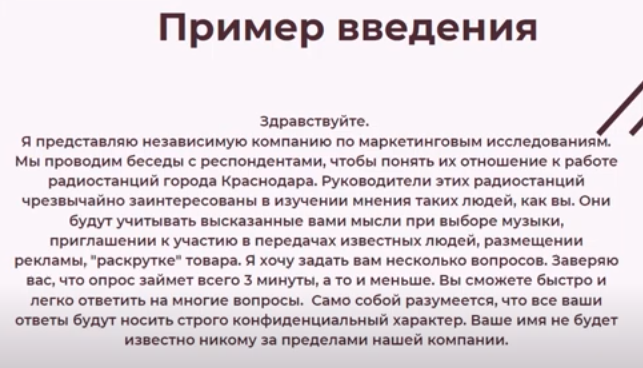 Пример введения
Здравствуйте.
Я представляю независимую компанию по маркетинговым исследованиям.
Мы проводим беседы с респондентами, чтобы понять их отношение к работе
радиостанций города Краснодара. Руководители этих радиостанций
чрезвычайно заинтересованы в изучении мнения таких людей, как вы. Они
будут учитывать высказанные вами мысли при выборе музыки,
приглашении к участию в передачах известных людей, размещении
рекламы, "раскрутке" товара. Я хочу задать вам несколько вопросов. Заверяю
вас, что опрос займет всего 3 минуты, а то и меньше. Вы сможете быстро и
легко ответить на многие вопросы. Само собой разумеется, что все ваши
ответы будут носить строго конфиденциальный характер. Ваше имя не будет
известно никому за пределами нашей компании.